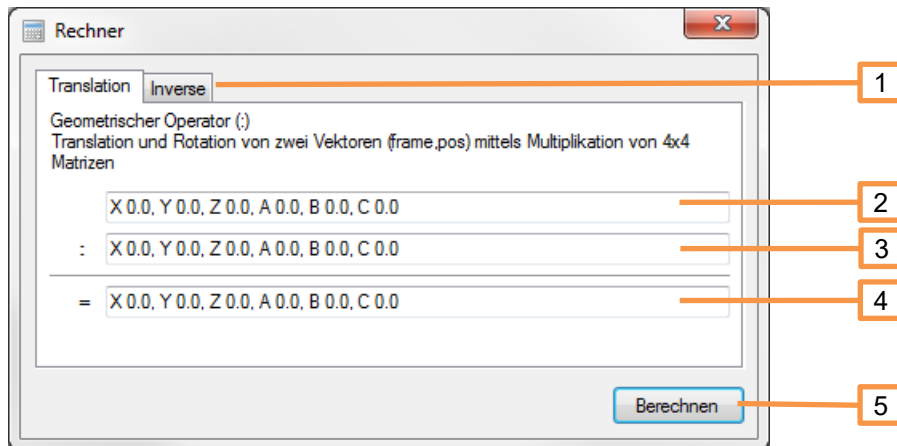 Rechner
Translation Inverse 1
Geometrischer Operator (:)
Translation und Rotation von zwei Vektoren (frame,pos) mittels Multiplikation von 4x4
Matrizen
X 0.0, Y 0.0, Z 0.0, A 0.0, B 0.0, C 0.0 2
: X 0.0, Y 0.0, Z 0.0, A 0.0, B 0.0, C 0.0 3
= X 0.0, Y 0.0, Z 0.0, A 0.0, B 0.0, C 0.0 4
Berechnen 5